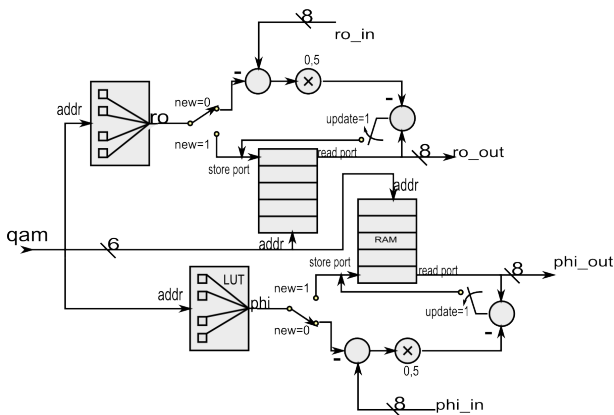 8
ro_in
0,5
-
-
addr
ro
new=0
update=1
new=1
store port
read port
8
ro_out
addr
qam
6
addr
RAM
phi_out
store port
read port
8
LUT
addr
phi
new=1
new=0
update=1
-
-
0,5
8
phi_in